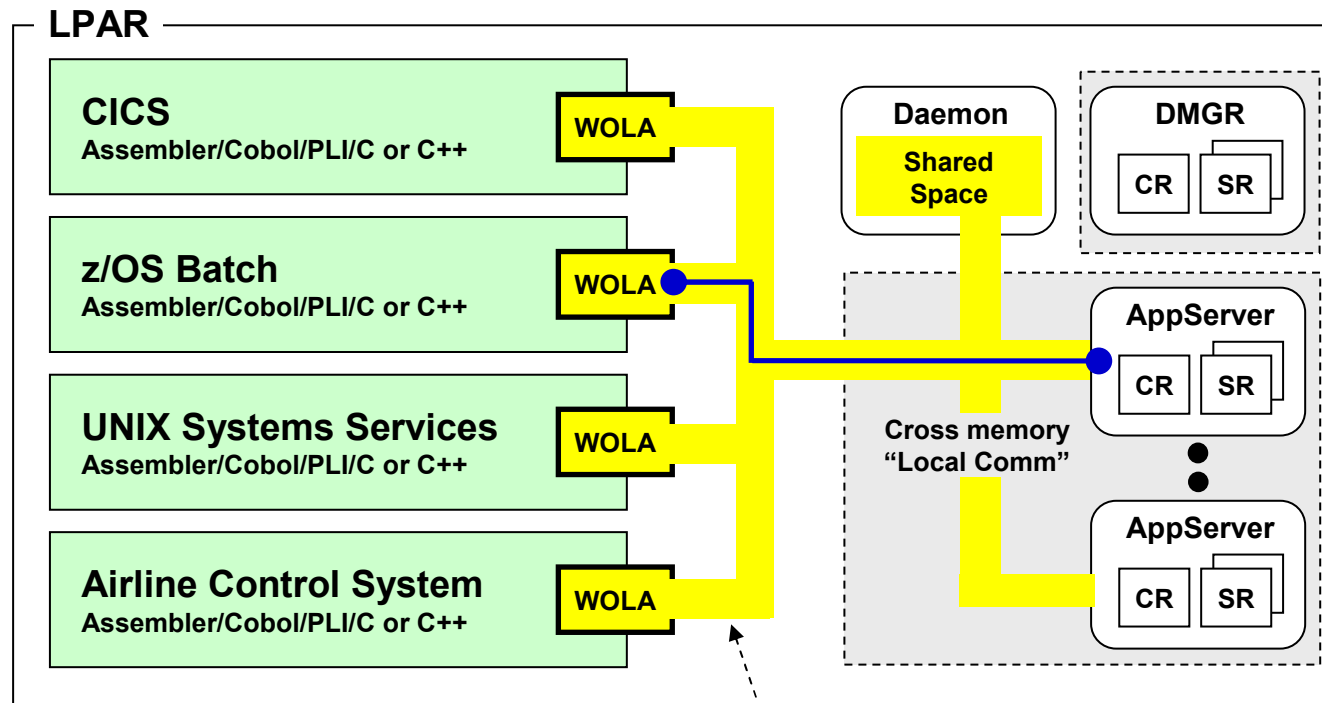 LPAR
CICS
Assembler/Cobol/PLI/C or C++
WOLA
z/OS Batch
Assembler/Cobol/PLI/C or C++
WOLA
UNIX Systems Services
Assembler/Cobol/PLI/C or C++
WOLA
Airline Control System
Assembler/Cobol/PLI/C or C++
WOLA
Daemon
Shared
Space
DMGR
CR SR
AppServer
CR SR
Cross memory
“Local Comm”
AppServer
CR SR